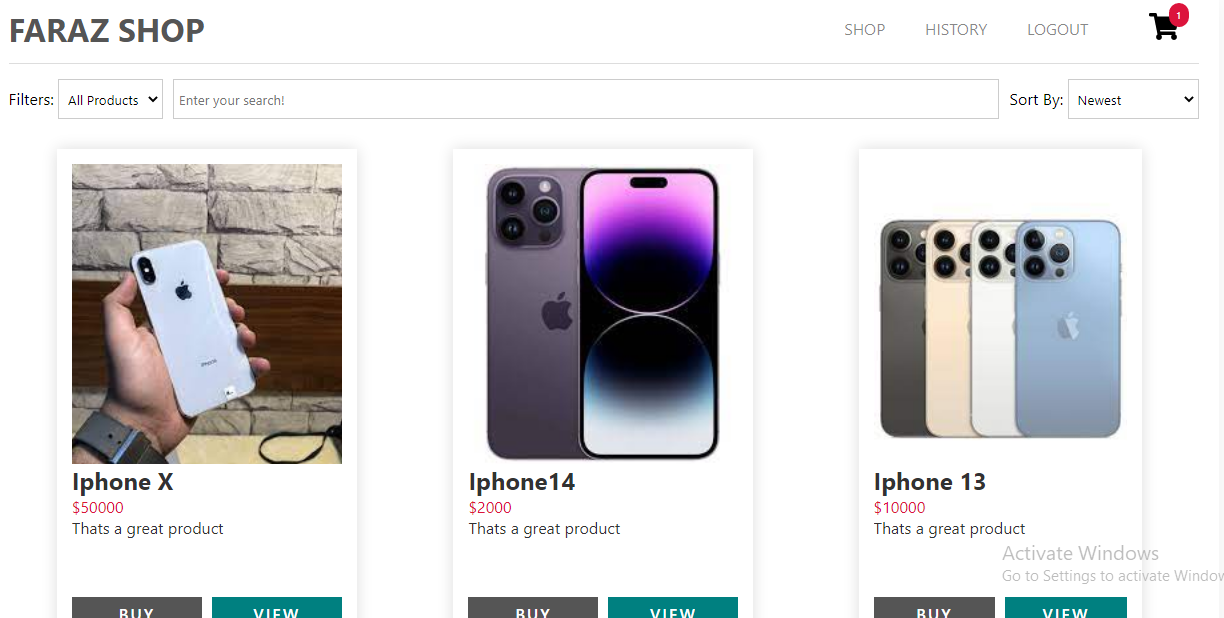 FARAZ SHOP
SHOP HISTORY LOGOUT 1
Filters: All Products Enter your search! Sort By: Newest
Iphone X
$50000
Thats a great product
BUY VIEW
Iphone14
$2000
Thats a great product
BUY VIEW
Iphone 13
$10000
Thats a great product
BUY VIEW
Activate Windows
Go to Settings to activate Window